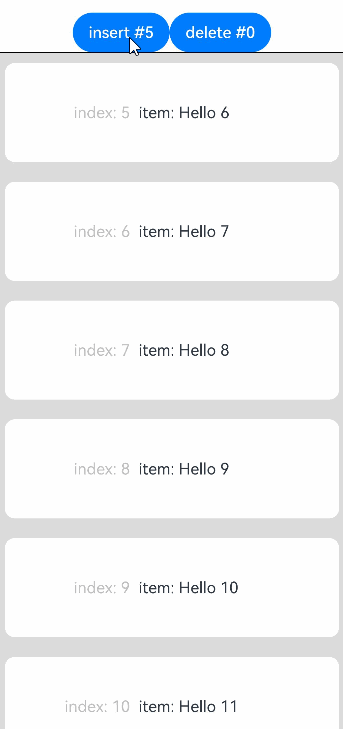 insert #5 delete #0
index: 5 item: Hello 6
index: 6 item: Hello 7
index: 7 item: Hello 8
index: 8 item: Hello 9
index: 9 item: Hello 10
index: 10 item: Hello 11